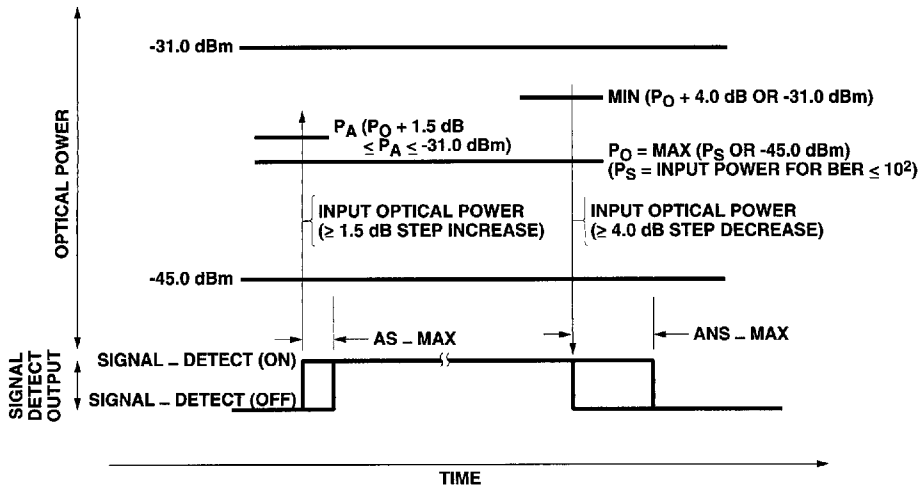 -31.0 dBm
MIN (PO + 4.0 dB OR -31.0 dBm)
PA (PO + 1.5 dB
≤ PA ≤ -31.0 dBm)
PO = MAX (PS OR -45.0 dBm)
(PS = INPUT POWER FOR BER ≤ 10²)
INPUT OPTICAL POWER
(≥ 1.5 dB STEP INCREASE)
INPUT OPTICAL POWER
(≥ 4.0 dB STEP DECREASE)
OPTICAL POWER
-45.0 dBm
AS – MAX
ANS – MAX
SIGNAL – DETECT (ON)
SIGNAL – DETECT (OFF)
SIGNAL
DETECT
OUTPUT
TIME